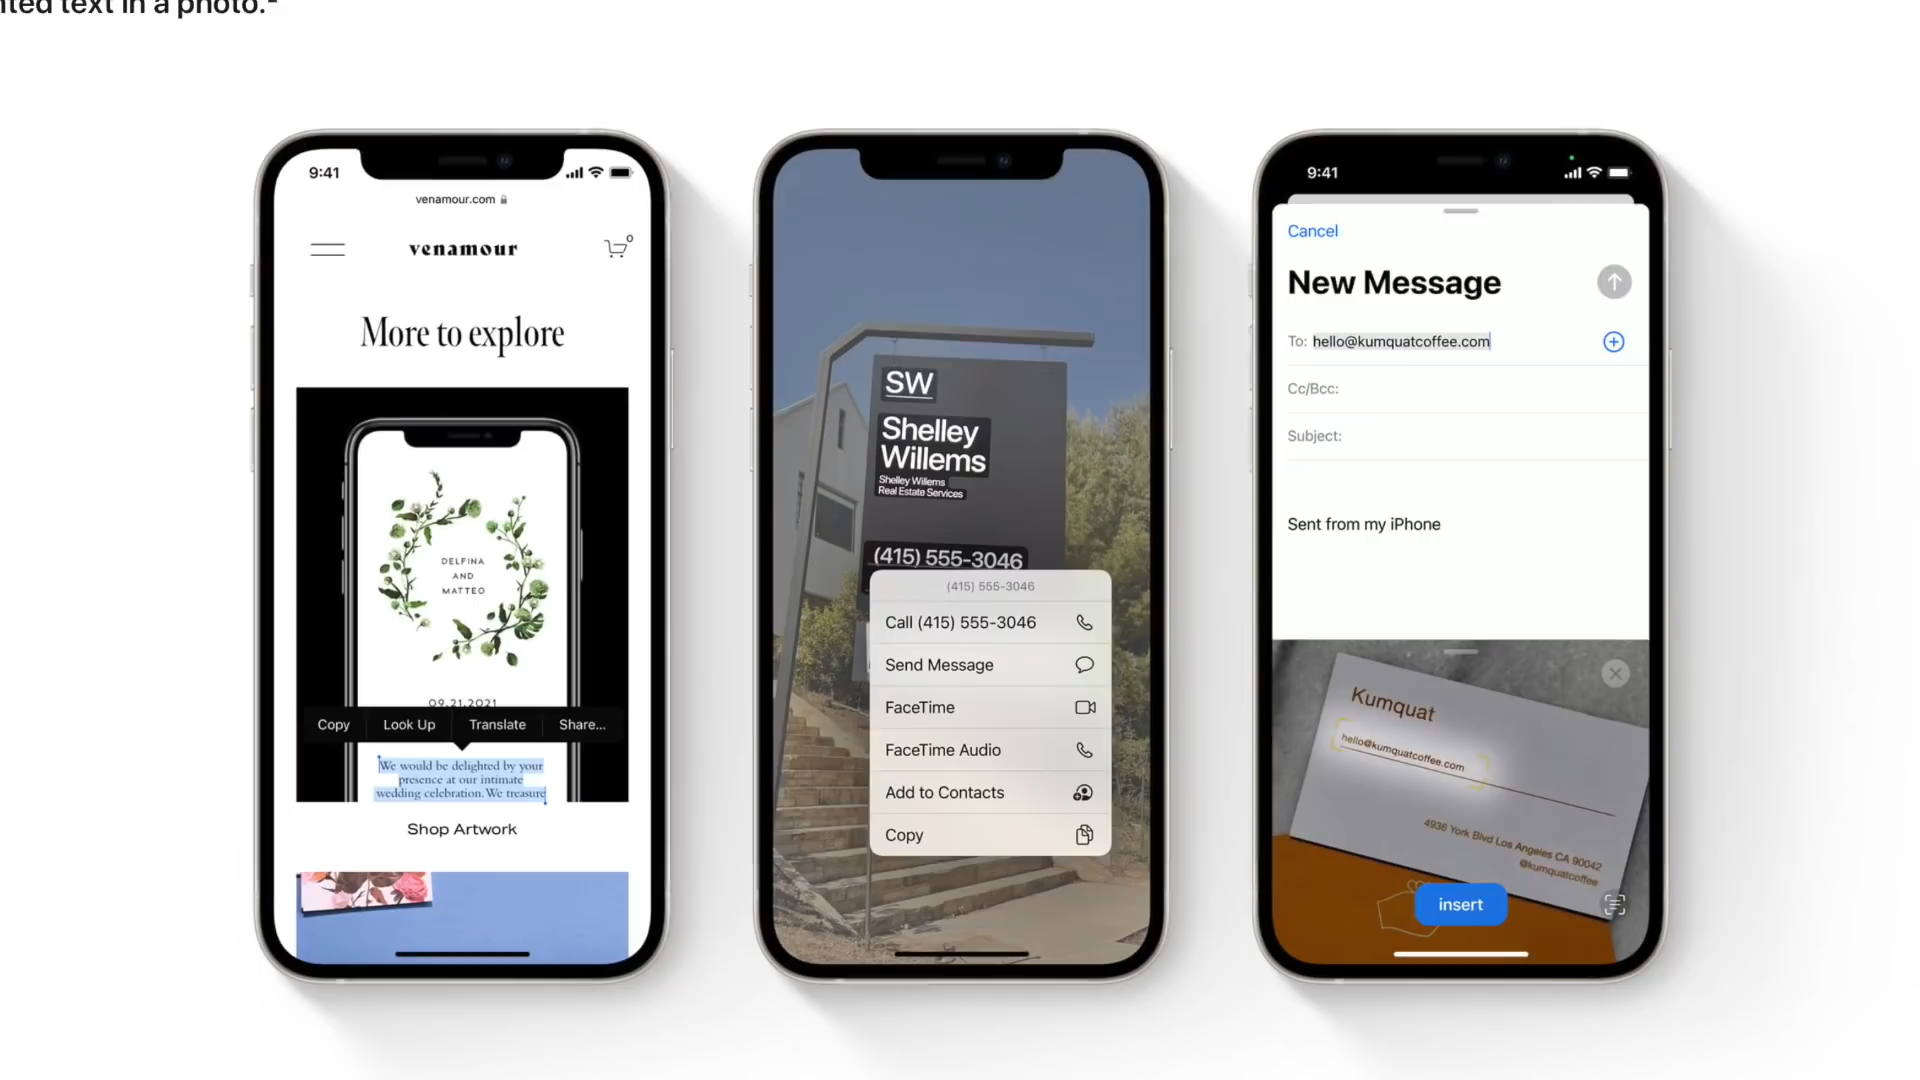 nted text in a photo.²
9:41
venamour.com
venamour
0
More to explore
DELFINA
AND
MATTEO
09.21.2021
Copy
Look Up
Translate
Share...
We would be delighted by your
presence at our intimate
wedding celebration. We treasure
Shop Artwork
SW
Shelley
Willems
Shelley Willems
Real Estate Services
(415) 555-3046
(415) 555-3046
Call (415) 555-3046
Send Message
FaceTime
FaceTime Audio
Add to Contacts
Copy
9:41
Cancel
New Message
To: hello@kumquatcoffee.com
Cc/Bcc:
Subject:
Sent from my iPhone
Kumquat
hello@kumquatcoffee.com
4936 York Blvd Los Angeles CA 90042
@kumquatcoffee
insert